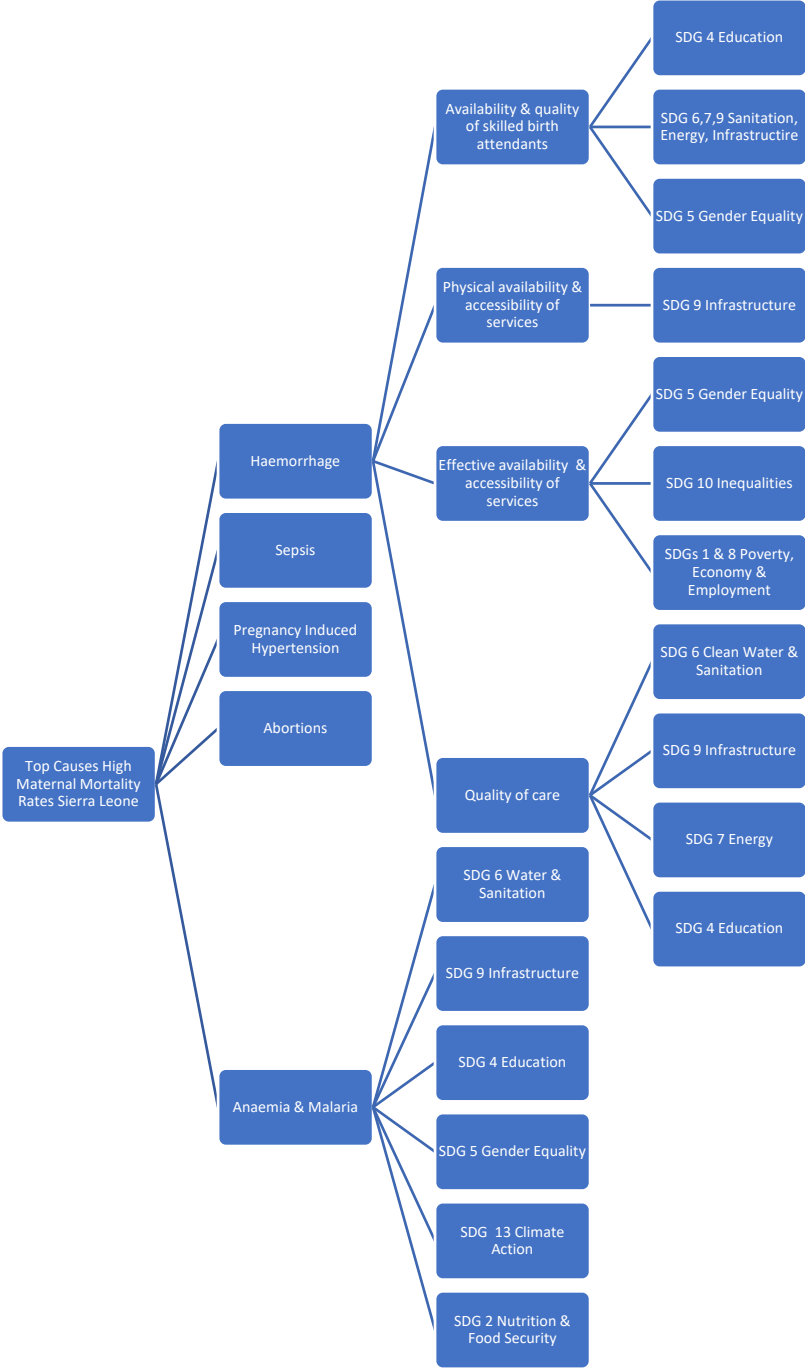 Top Causes High
Maternal Mortality
Rates Sierra Leone
Haemorrhage
Availability & quality
of skilled birth
attendants
SDG 4 Education
SDG 6,7,9 Sanitation,
Energy, Infrastructire
SDG 5 Gender Equality
Physical availability &
accessibility of
services
SDG 9 Infrastructure
Effective availability  &
accessibility of
services
SDG 5 Gender Equality
SDG 10 Inequalities
SDGs 1 & 8 Poverty,
Economy &
Employment
Quality of care
SDG 6 Clean Water &
Sanitation
SDG 9 Infrastructure
SDG 7 Energy
SDG 4 Education
Sepsis
Pregnancy Induced
Hypertension
Abortions
Anaemia & Malaria
SDG 6 Water &
Sanitation
SDG 9 Infrastructure
SDG 4 Education
SDG 5 Gender Equality
SDG  13 Climate
Action
SDG 2 Nutrition &
Food Security